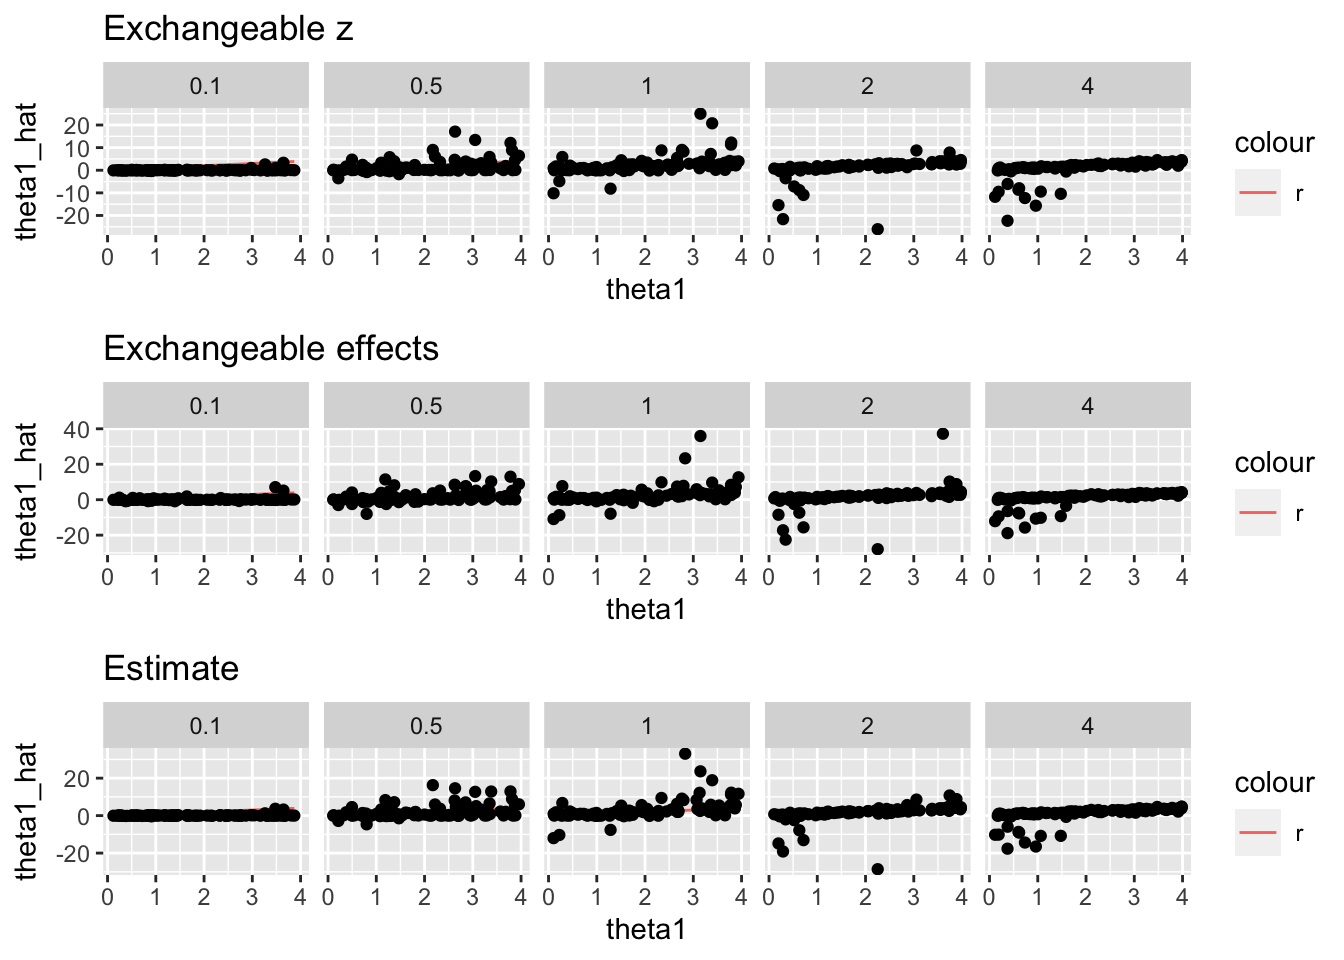 Exchangeable z
0.1 0.5 1 2 4
theta1_hat
20
10
0
-10
-20
0 1 2 3 4 0 1 2 3 4 0 1 2 3 4 0 1 2 3 4 0 1 2 3 4
theta1
colour
r
Exchangeable effects
0.1 0.5 1 2 4
theta1_hat
40
20
0
-20
0 1 2 3 4 0 1 2 3 4 0 1 2 3 4 0 1 2 3 4 0 1 2 3 4
theta1
colour
r
Estimate
0.1 0.5 1 2 4
theta1_hat
20
0
-20
0 1 2 3 4 0 1 2 3 4 0 1 2 3 4 0 1 2 3 4 0 1 2 3 4
theta1
colour
r